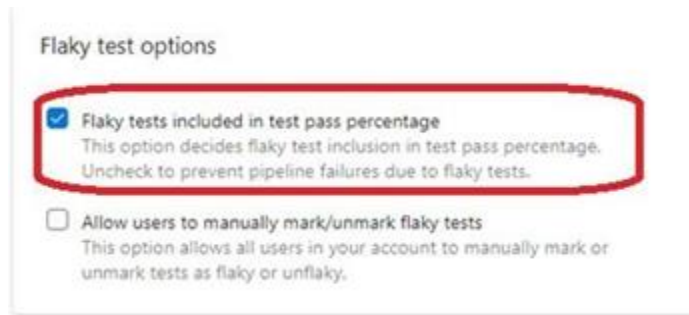 Flaky test options
Flaky tests included in test pass percentage
This option decides flaky test inclusion in test pass percentage.
Uncheck to prevent pipeline failures due to flaky tests.
Allow users to manually mark/unmark flaky tests
This option allows all users in your account to manually mark or
unmark tests as flaky or unflaky.